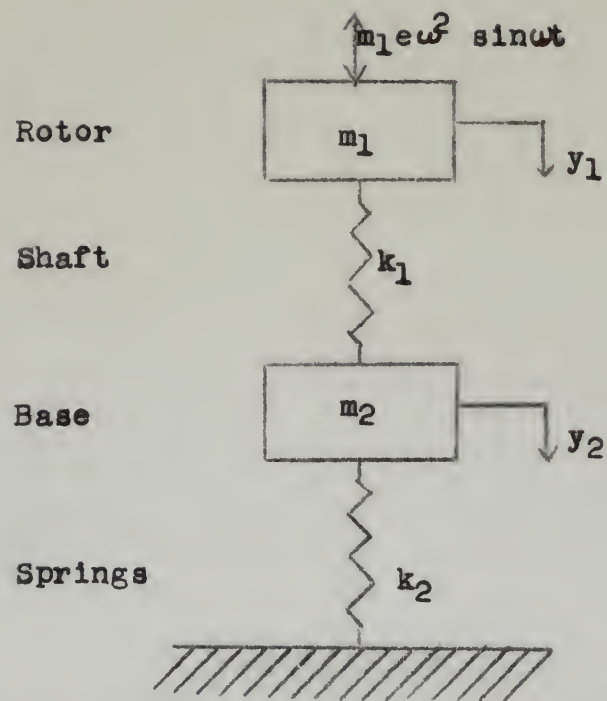 m₁eω² sinωt
Rotor
m₁
y₁
Shaft
k₁
Base
m₂
y₂
Springs
k₂